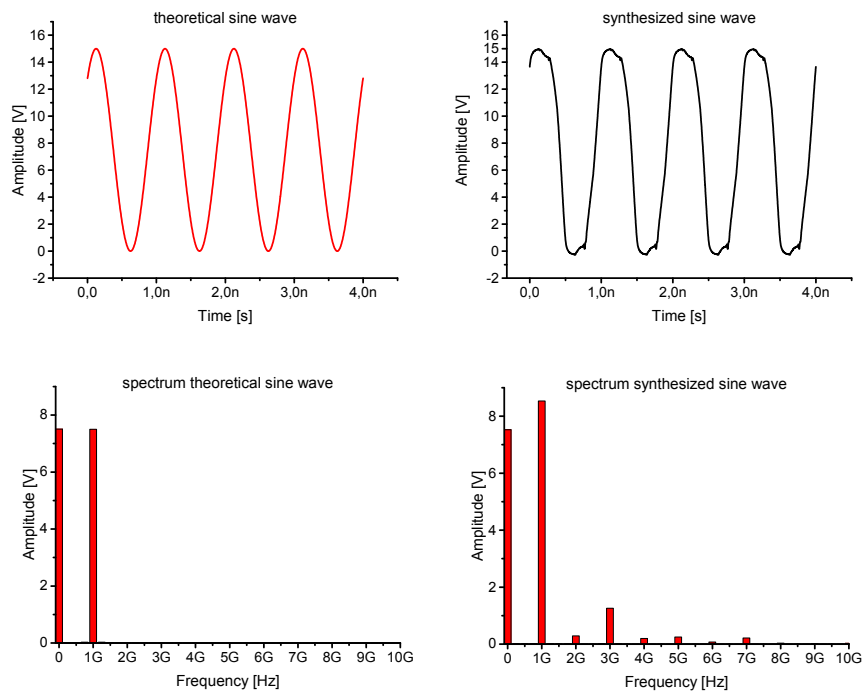 theoretical sine wave
16
14
12
10
8
6
4
2
0
-2
Amplitude [V]
0,0 1,0n 2,0n 3,0n 4,0n
Time [s]
synthesized sine wave
16
15
14
12
10
8
6
4
2
0
-2
Amplitude [V]
0,0 1,0n 2,0n 3,0n 4,0n
Time [s]
spectrum theoretical sine wave
8
6
4
2
0
Amplitude [V]
0 1G 2G 3G 4G 5G 6G 7G 8G 9G 10G
Frequency [Hz]
spectrum synthesized sine wave
8
6
4
2
0
Amplitude [V]
0 1G 2G 3G 4G 5G 6G 7G 8G 9G 10G
Frequency [Hz]